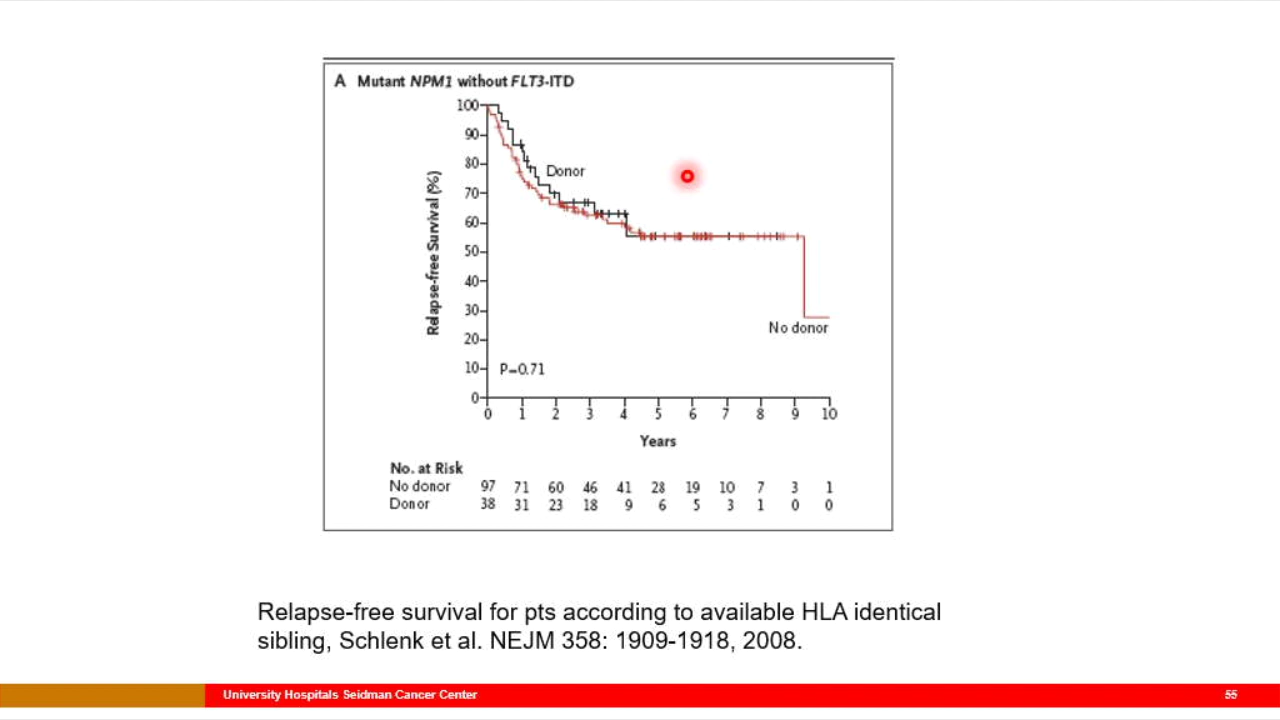 A Mutant NPM1 without FLT3-ITD
Relapse-free Survival (%)
100
90
80
70
60
50
40
30
20
10
0
Donor
No donor
P=0.71
0 1 2 3 4 5 6 7 8 9 10
Years
No. at Risk
No donor 97 71 60 46 41 28 19 10 7 3 1
Donor 38 31 23 18 9 6 5 3 1 0 0
Relapse-free survival for pts according to available HLA identical
sibling, Schlenk et al. NEJM 358: 1909-1918, 2008.
University Hospitals Seidman Cancer Center 55